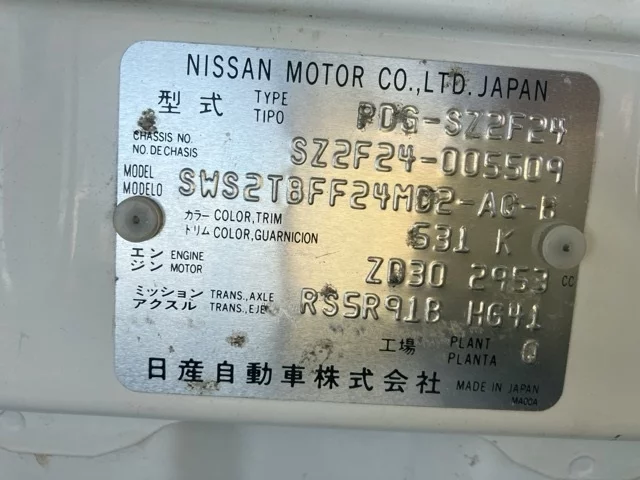 NISSAN MOTOR CO.,LTD. JAPAN
型式 TYPE TIPO PDG-SZ2F24
CHASSIS NO. NO. DE CHASIS SZ2F24-005509
MODEL MODELO SWS2TBFF24MD2-AQ-B
カラー COLOR,TRIM トリム COLOR,GUARNICION 531 K
エンジン ENGINE MOTOR ZD30 2953 CC
ミッション TRANS.,AXLE アクスル TRANS.,EJE RS5R91B HG41
工場 PLANT PLANTA 0
日産自動車株式会社 MADE IN JAPAN